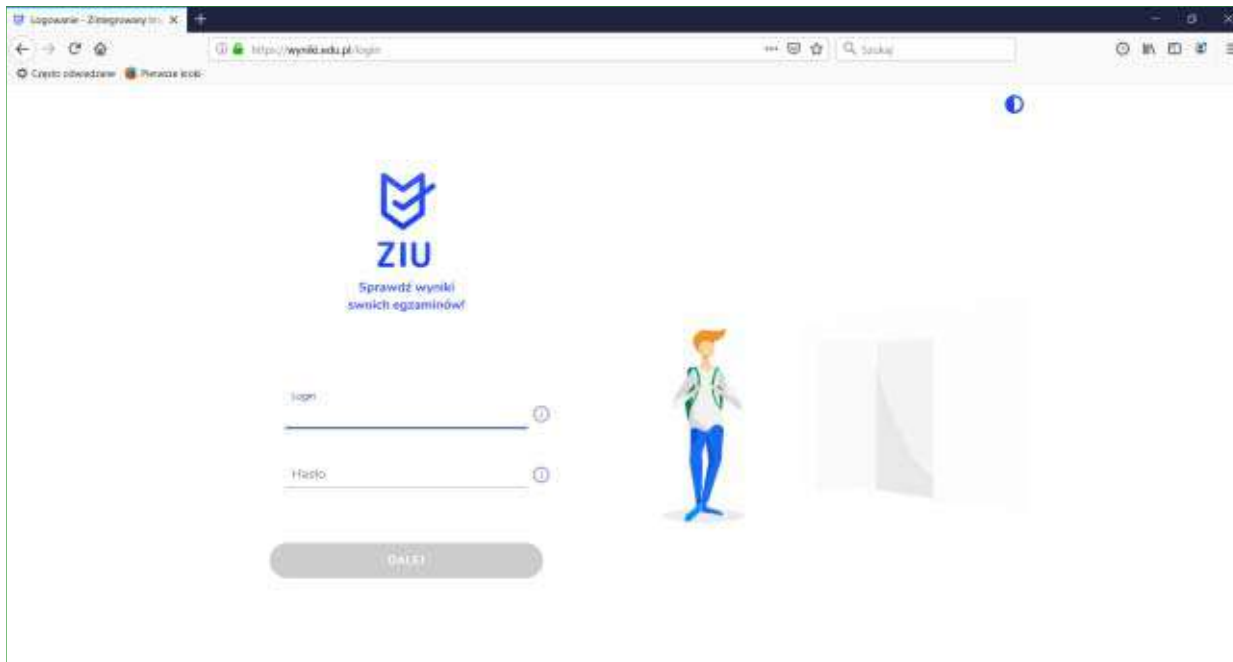 Logowanie - Zintegrowany
https://wyniki.edu.pl/login
Szukaj
Często odwiedzane Pierwsze kroki
ZIU
Sprawdź wyniki
swoich egzaminów!
Login
Hasło
DALEJ